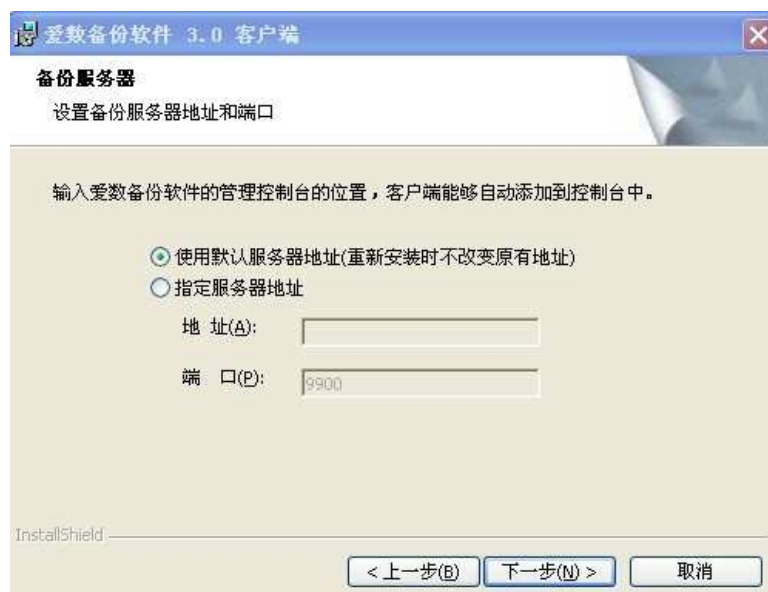 爱数备份软件 3.0 客户端
备份服务器
设置备份服务器地址和端口
输入爱数备份软件的管理控制台的位置，客户端能够自动添加到控制台中。
使用默认服务器地址(重新安装时不改变原有地址)
指定服务器地址
地 址(A):
端 口(P): 9900
InstallShield
< 上一步(B) 下一步(N) > 取消